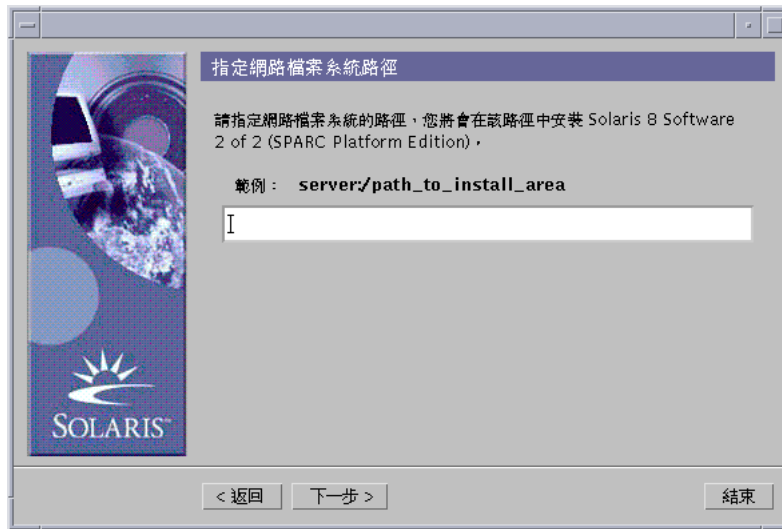 指定網路檔案系統路徑
請指定網路檔案系統的路徑，您將會在該路徑中安裝 Solaris 8 Software
2 of 2 (SPARC Platform Edition)，
範例： server:/path_to_install_area
SOLARIS™
< 返回
下一步 >
結束